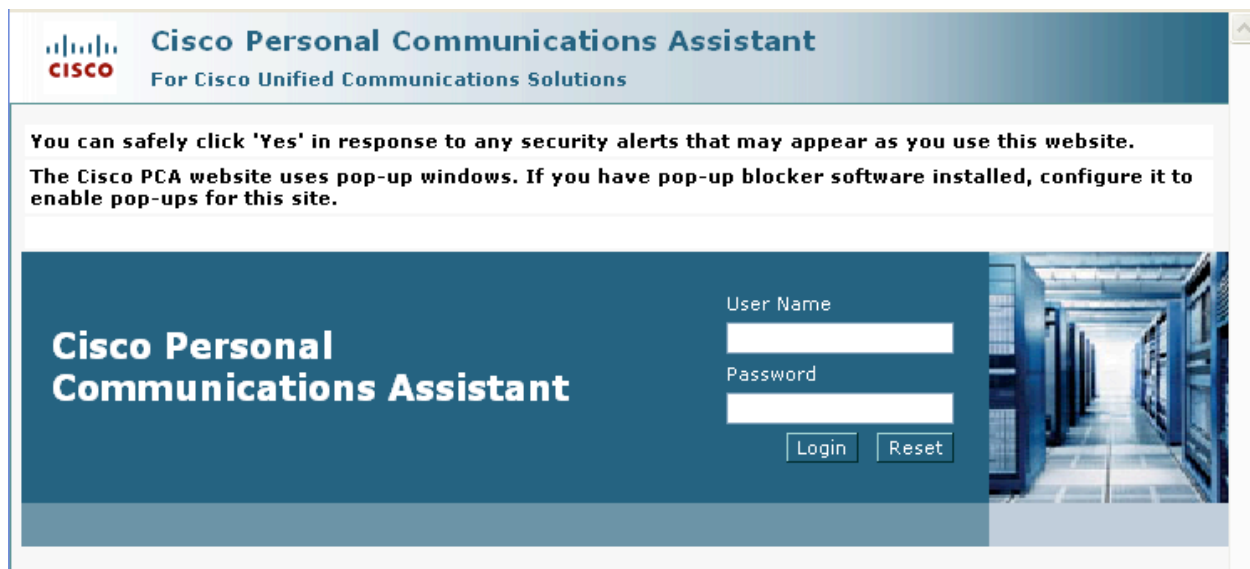 CISCO
Cisco Personal Communications Assistant
For Cisco Unified Communications Solutions
You can safely click 'Yes' in response to any security alerts that may appear as you use this website.
The Cisco PCA website uses pop-up windows. If you have pop-up blocker software installed, configure it to
enable pop-ups for this site.
Cisco Personal
Communications Assistant
User Name
Password
Login Reset